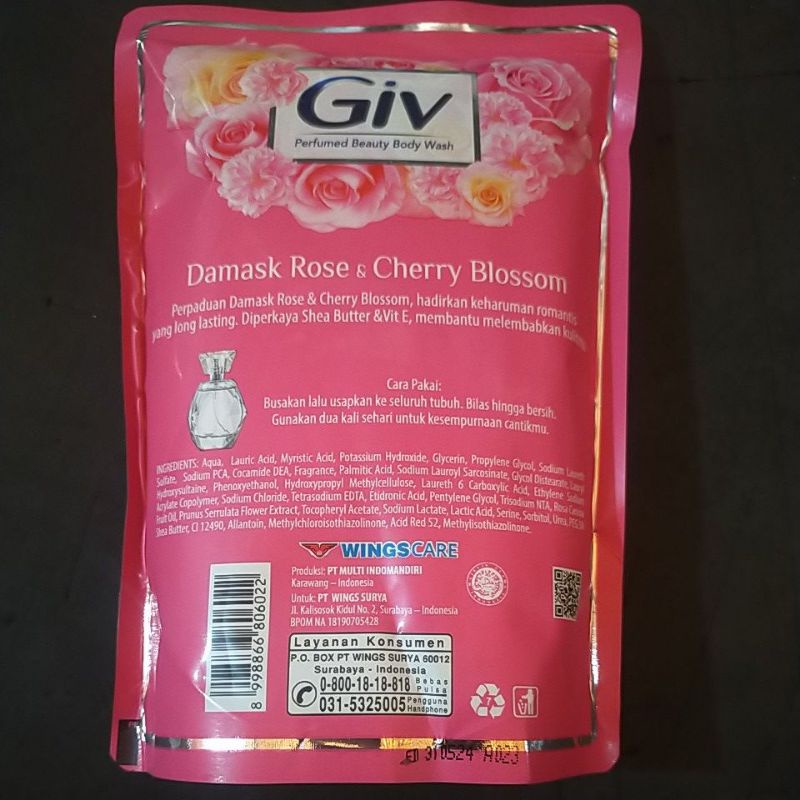 Giv
Perfumed Beauty Body Wash
Damask Rose & Cherry Blossom
Perpaduan Damask Rose & Cherry Blossom, hadirkan keharuman romantis
yang long lasting. Diperkaya Shea Butter &Vit E, membantu melembabkan
Cara Pakai:
Busakan lalu usapkan ke seluruh tubuh. Bilas hingga bersih.
Gunakan dua kali sehari untuk kesempurnaan cantikmu.
INGREDIENTS: Aqua, Lauric Acid, Myristic Acid, Potassium Hydroxide, Glycerin, Propylene Glycol, Sodium Laureth
Sulfate, Sodium PCA, Cocamide DEA, Fragrance, Palmitic Acid, Sodium Lauroyl Sarcosinate, Glycol Distearate, Lauryl
Hydroxysultaine, Phenoxyethanol, Hydroxypropyl Methylcellulose, Laureth 6 Carboxylic Acid, Ethylene Sodium
Acrylate Copolymer, Sodium Chloride, Tetrasodium EDTA, Etidronic Acid, Pentylene Glycol, Trisodium NTA, Rosa Canina
Fruit Oil, Prunus Serrulata Flower Extract, Tocopheryl Acetate, Sodium Lactate, Lactic Acid, Serine, Sorbitol, Urea,
Shea Butter, CI 12490, Allantoin, Methylchloroisothiazolinone, Acid Red 52, Methylisothiazolinone.
WINGSCARE
Produksi: PT MULTI INDOMANDIRI
Karawang – Indonesia
Untuk: PT WINGS SURYA
Jl. Kalisosok Kidul No. 2, Surabaya – Indonesia
BPOM NA 18190705428
8 998866 806022
Layanan Konsumen
P.O. BOX PT WINGS SURYA 60012
Surabaya - Indonesia
0-800-18-18-818 Bebas Pulsa
031-5325005 Pengguna Handphone
7
ED 310524 A023